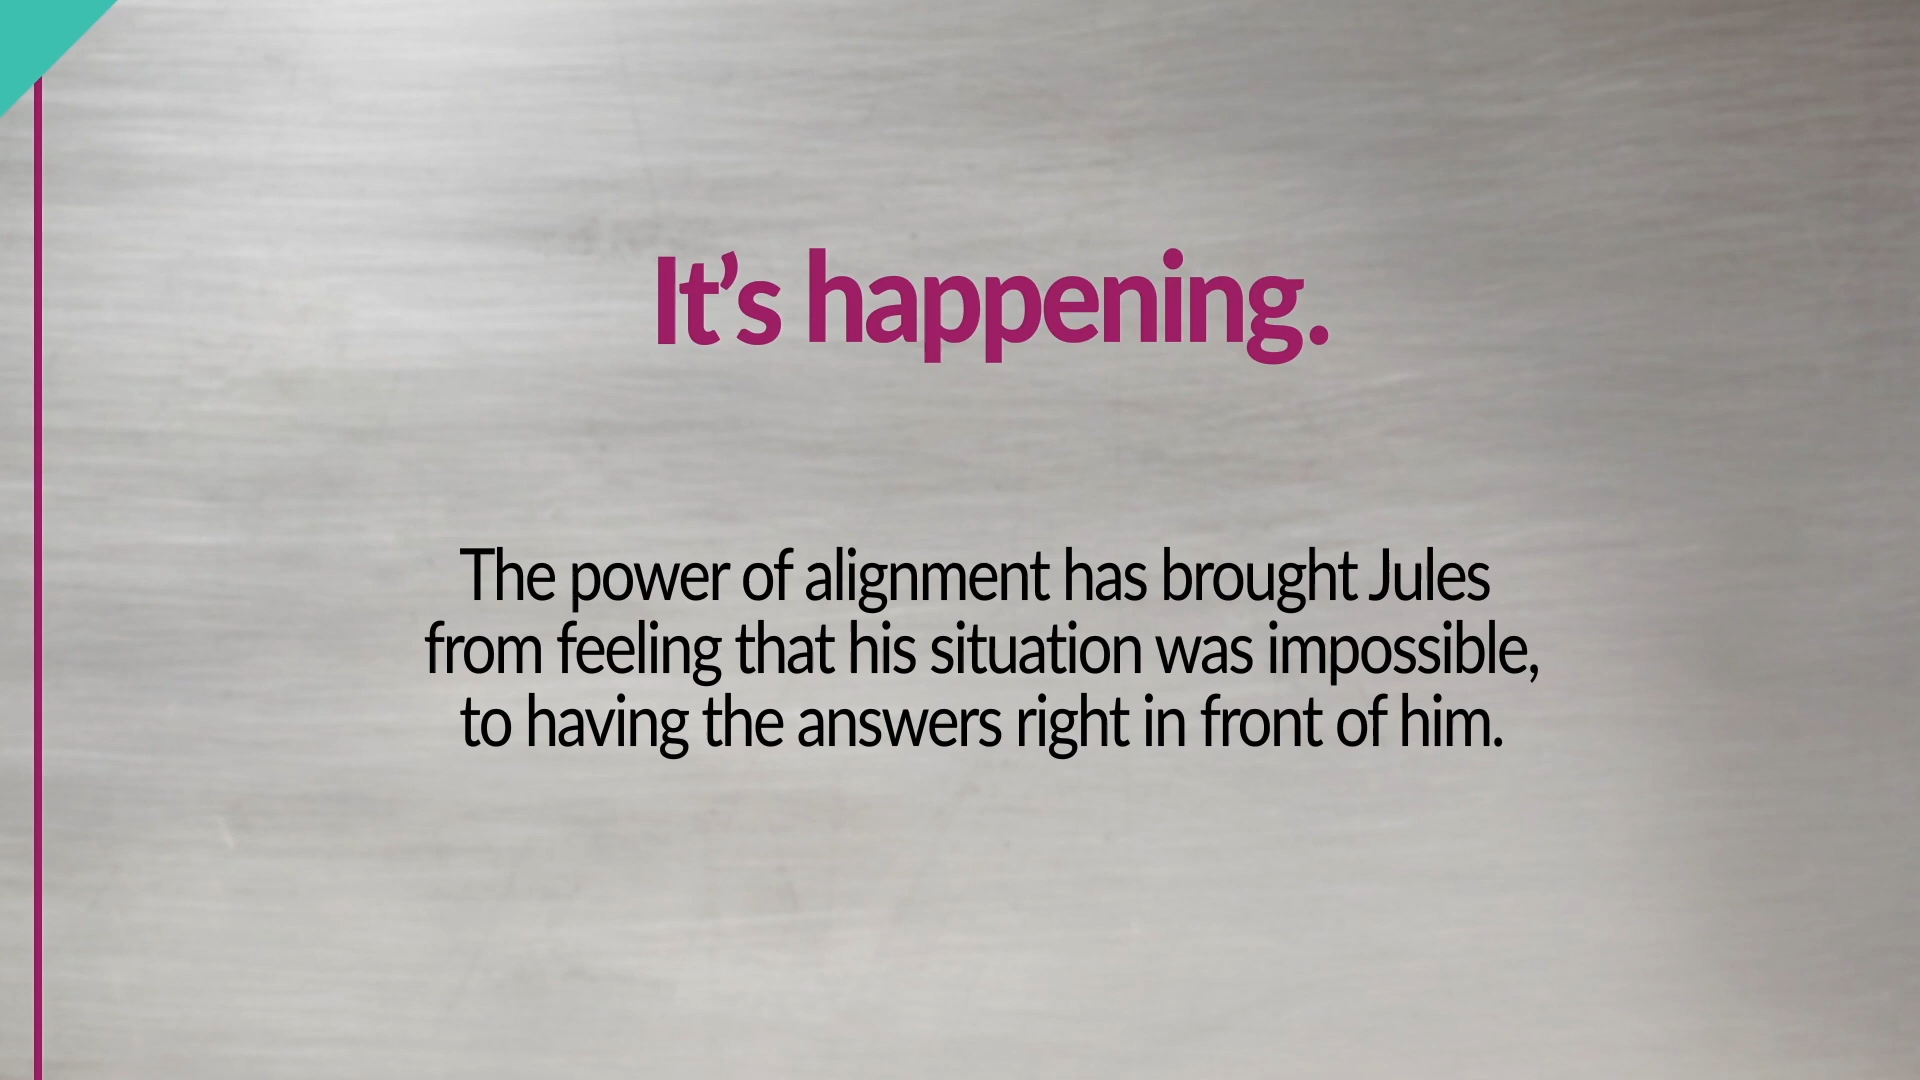 It’s happening.
The power of alignment has brought Jules
from feeling that his situation was impossible,
to having the answers right in front of him.